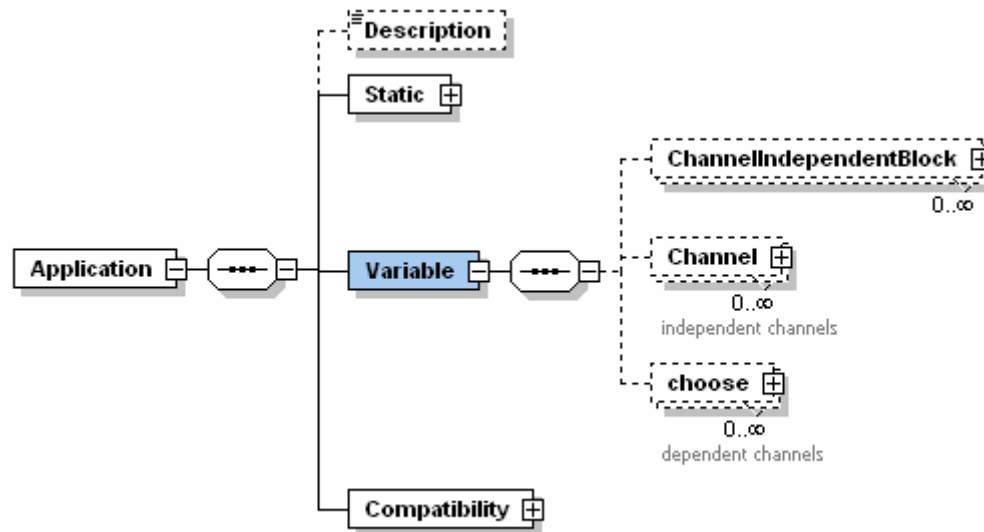 Description
Static
ChannelIndependentBlock
0..∞
Application
Variable
Channel
0..∞
independent channels
choose
0..∞
dependent channels
Compatibility